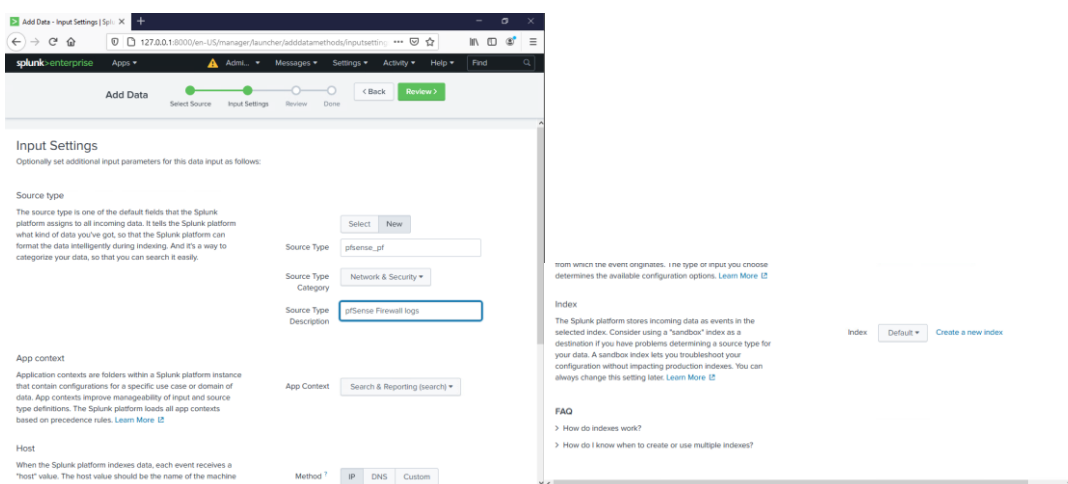 Add Data - Input Settings | Splu
127.0.0.1:8000/en-US/manager/launcher/adddatamethods/inputsetting
splunk>enterprise Apps Admi... Messages Settings Activity Help Find
Add Data
Select Source Input Settings Review Done
< Back Review >
Input Settings
Optionally set additional input parameters for this data input as follows:
Source type
The source type is one of the default fields that the Splunk
platform assigns to all incoming data. It tells the Splunk platform
what kind of data you've got, so that the Splunk platform can
format the data intelligently during indexing. And it's a way to
categorize your data, so that you can search it easily.
Select New
Source Type pfsense_pf
Source Type
Category
Network & Security
Source Type
Description
pfSense Firewall logs
App context
Application contexts are folders within a Splunk platform instance
that contain configurations for a specific use case or domain of
data. App contexts improve manageability of input and source
type definitions. The Splunk platform loads all app contexts
based on precedence rules. Learn More
App Context Search & Reporting (search)
Host
When the Splunk platform indexes data, each event receives a
"host" value. The host value should be the name of the machine
Method ? IP DNS Custom
from which the event originates. The type of input you choose
determines the available configuration options. Learn More
Index
The Splunk platform stores incoming data as events in the
selected index. Consider using a "sandbox" index as a
destination if you have problems determining a source type for
your data. A sandbox index lets you troubleshoot your
configuration without impacting production indexes. You can
always change this setting later. Learn More
Index Default Create a new index
FAQ
> How do indexes work?
> How do I know when to create or use multiple indexes?